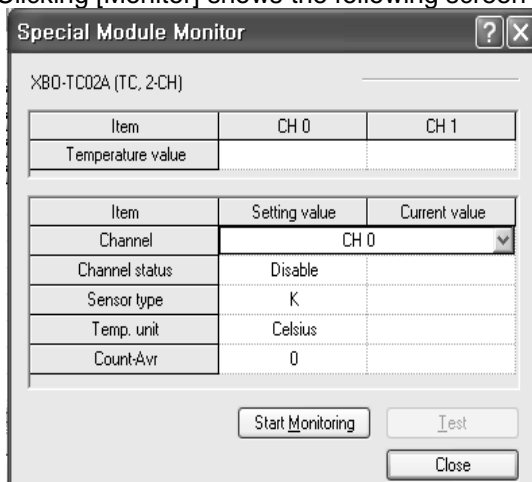 Clicking [Monitor] shows the following screen
Special Module Monitor
XBO-TC02A (TC, 2-CH)
Item CH 0 CH 1
Temperature value
Item Setting value Current value
Channel CH 0
Channel status Disable
Sensor type K
Temp. unit Celsius
Count-Avr 0
Start Monitoring Test
Close